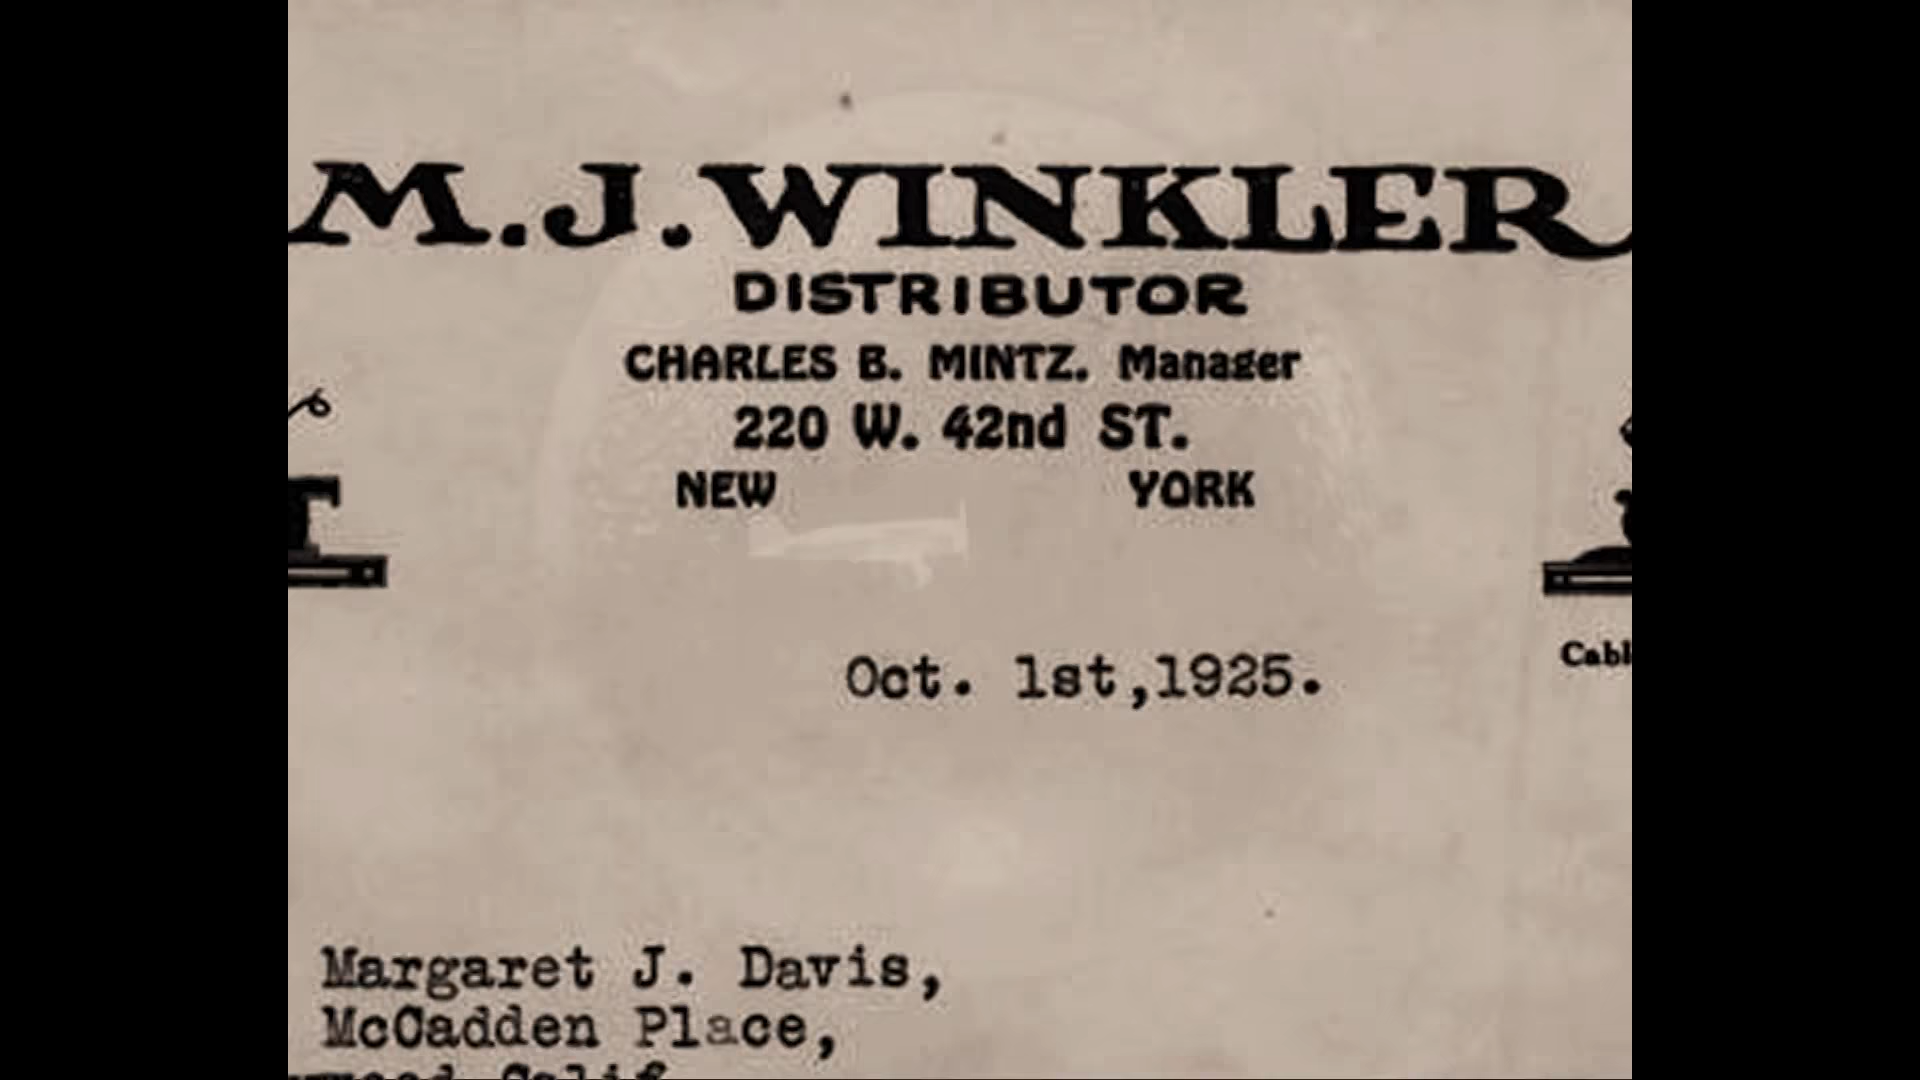 M.J. WINKLER
DISTRIBUTOR
CHARLES B. MINTZ. Manager
220 W. 42nd ST.
NEW YORK
Oct. 1st,1925.
Margaret J. Davis,
McCadden Place,